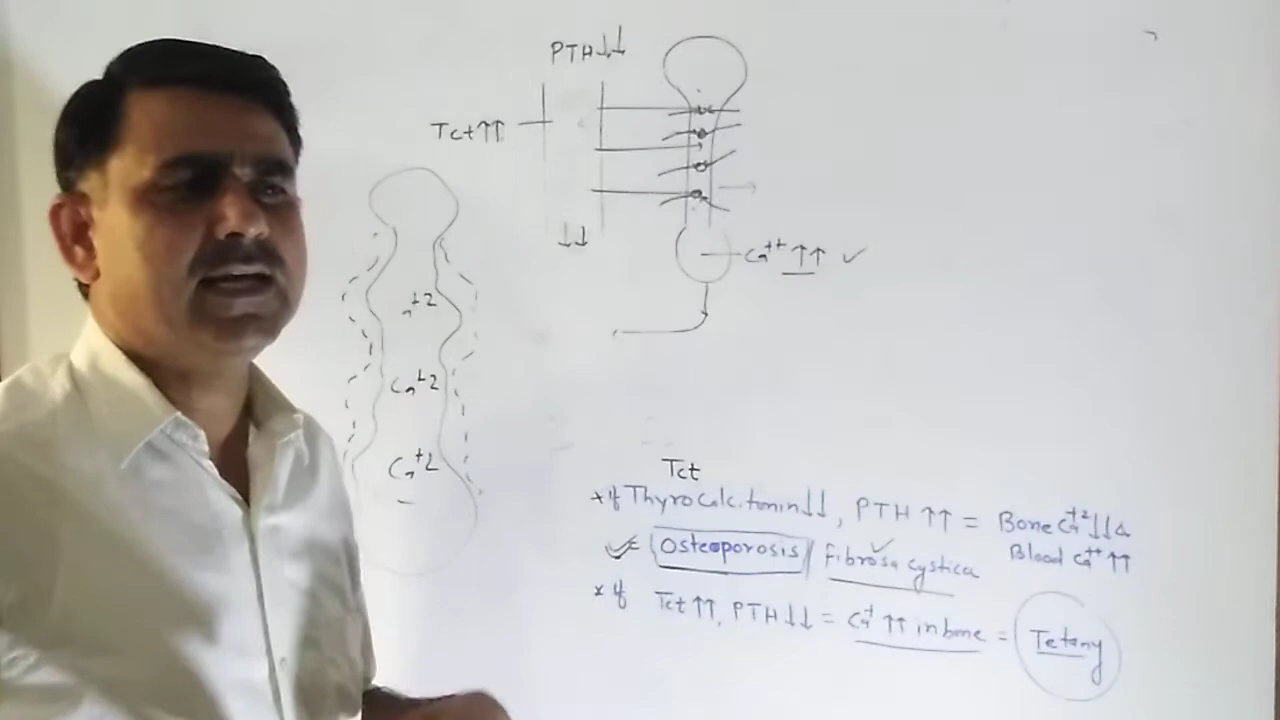 PTH↓↓
Tct↑↑
↓↓
Ca++ ↑↑ ✓
+2
Ca+2
Ca+2
Tct
* if Thyrocalcitonin↓↓, PTH ↑↑ = Bone Ca+2↓↓ &
Blood Ca++ ↑↑
= Osteoporosis / Fibrosa cystica
* if Tct ↑↑, PTH ↓↓ = Ca+ ↑↑ in bone = Tetany